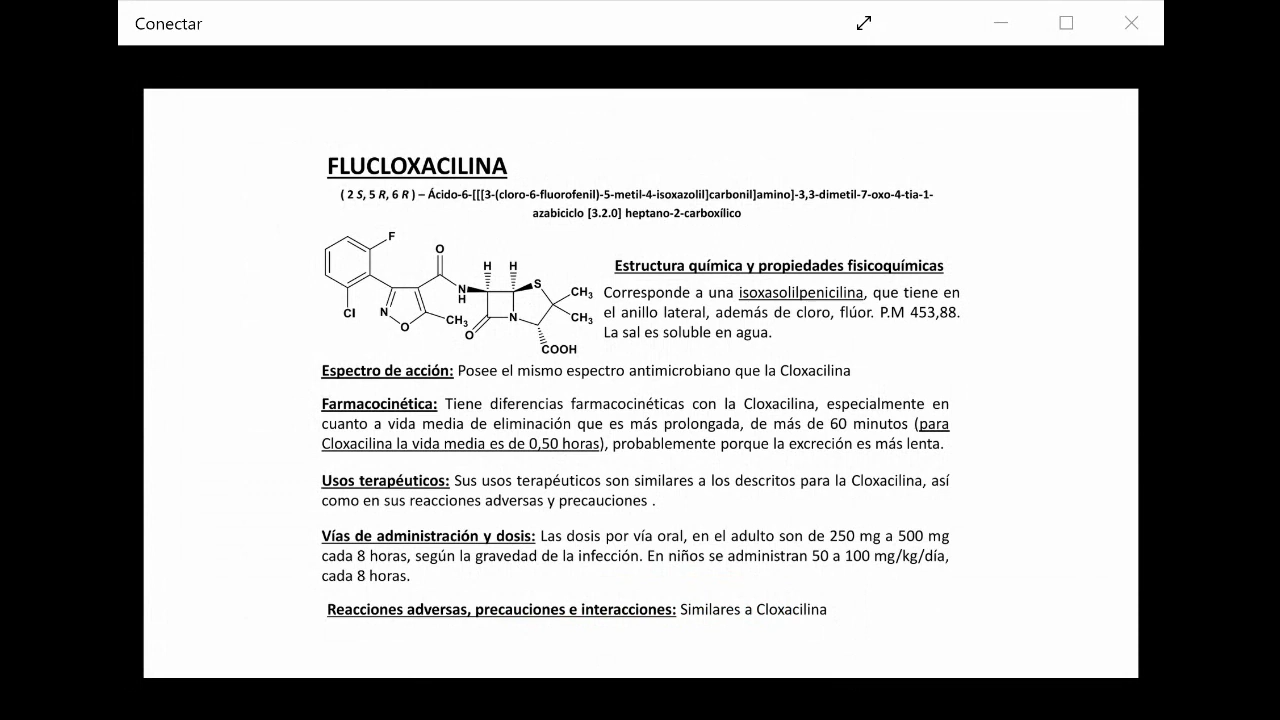 Conectar
FLUCLOXACILINA
( 2 S, 5 R, 6 R ) – Ácido-6-[[[3-(cloro-6-fluorofenil)-5-metil-4-isoxazolil]carbonil]amino]-3,3-dimetil-7-oxo-4-tia-1-
azabiciclo [3.2.0] heptano-2-carboxílico
F
O
H H
S
N
H
CH3
Cl
N
O
CH3
N
CH3
O
COOH
Estructura química y propiedades fisicoquímicas
Corresponde a una isoxasolilpenicilina, que tiene en
el anillo lateral, además de cloro, flúor. P.M 453,88.
La sal es soluble en agua.
Espectro de acción: Posee el mismo espectro antimicrobiano que la Cloxacilina
Farmacocinética: Tiene diferencias farmacocinéticas con la Cloxacilina, especialmente en
cuanto a vida media de eliminación que es más prolongada, de más de 60 minutos (para
Cloxacilina la vida media es de 0,50 horas), probablemente porque la excreción es más lenta.
Usos terapéuticos: Sus usos terapéuticos son similares a los descritos para la Cloxacilina, así
como en sus reacciones adversas y precauciones .
Vías de administración y dosis: Las dosis por vía oral, en el adulto son de 250 mg a 500 mg
cada 8 horas, según la gravedad de la infección. En niños se administran 50 a 100 mg/kg/día,
cada 8 horas.
Reacciones adversas, precauciones e interacciones: Similares a Cloxacilina